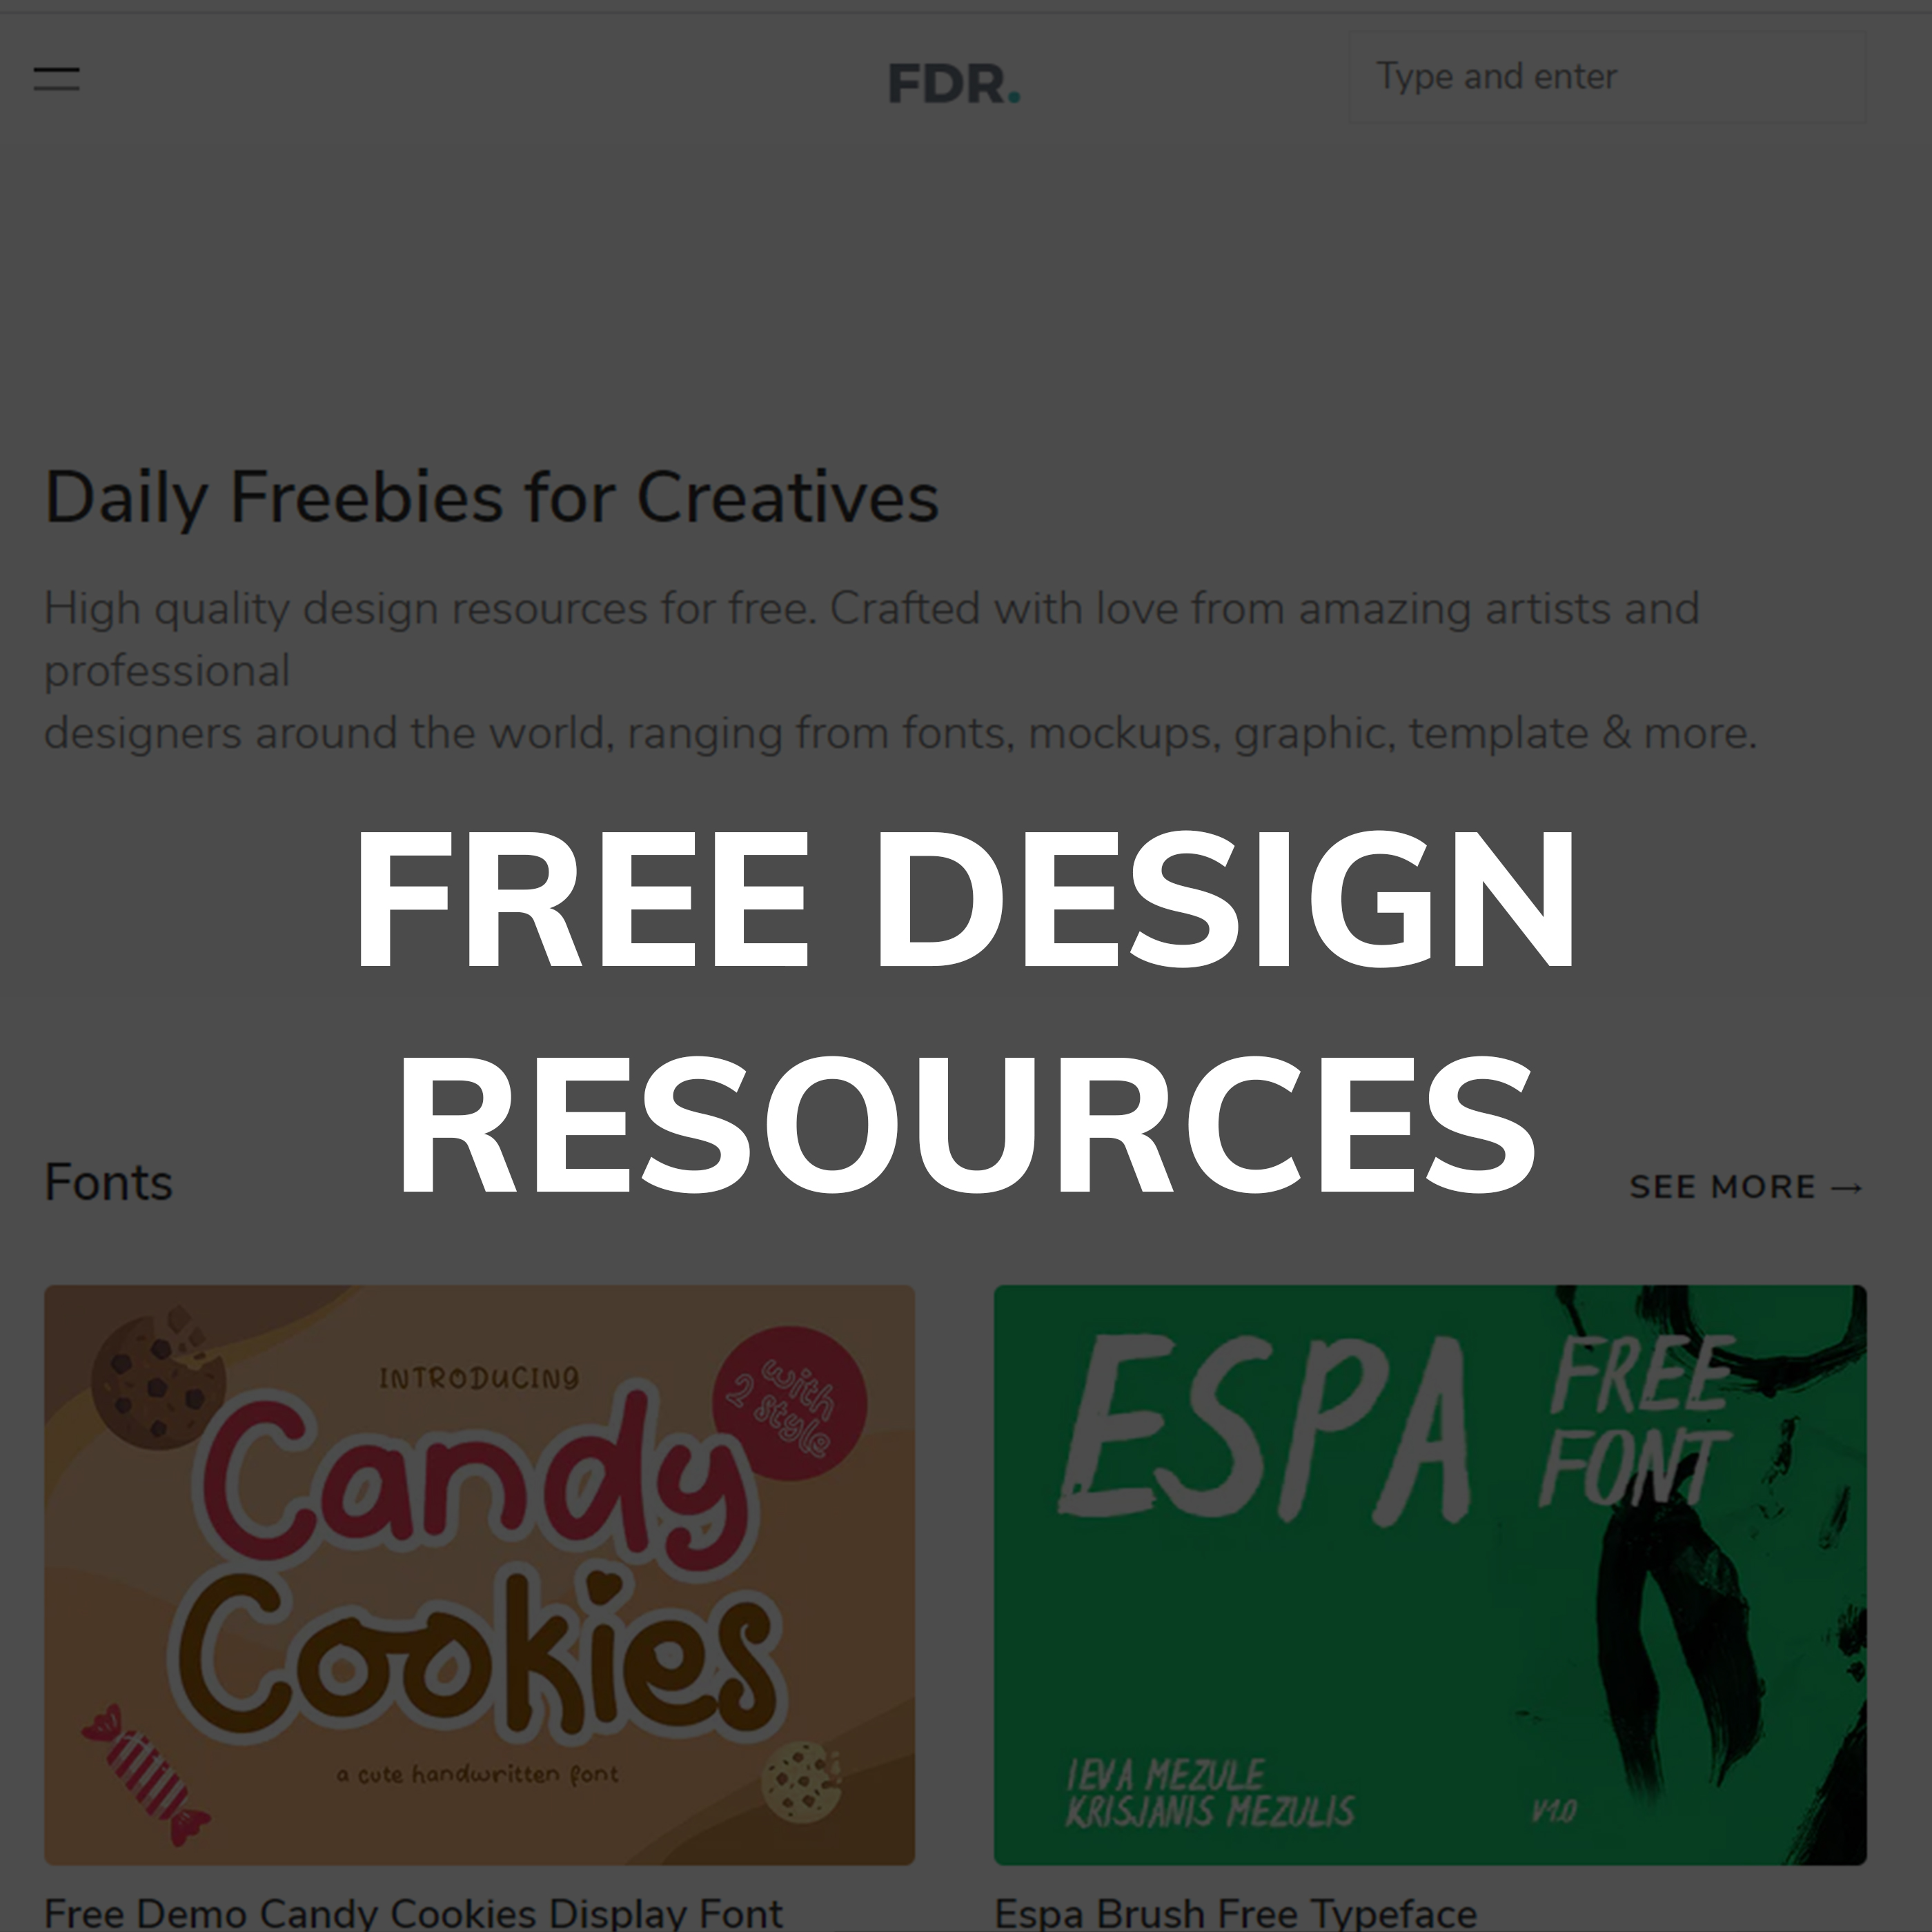 FDR.
Type and enter
Daily Freebies for Creatives
High quality design resources for free. Crafted with love from amazing artists and
professional
designers around the world, ranging from fonts, mockups, graphic, template & more.
FREE DESIGN
RESOURCES
Fonts
SEE MORE →
INTRODUCING
with
2 style
Candy
Cookies
a cute handwritten font
ESPA
FREE
FONT
IEVA MEZULE
KRISJANIS MEZULIS
V1.0
Free Demo Candy Cookies Display Font
Espa Brush Free Typeface